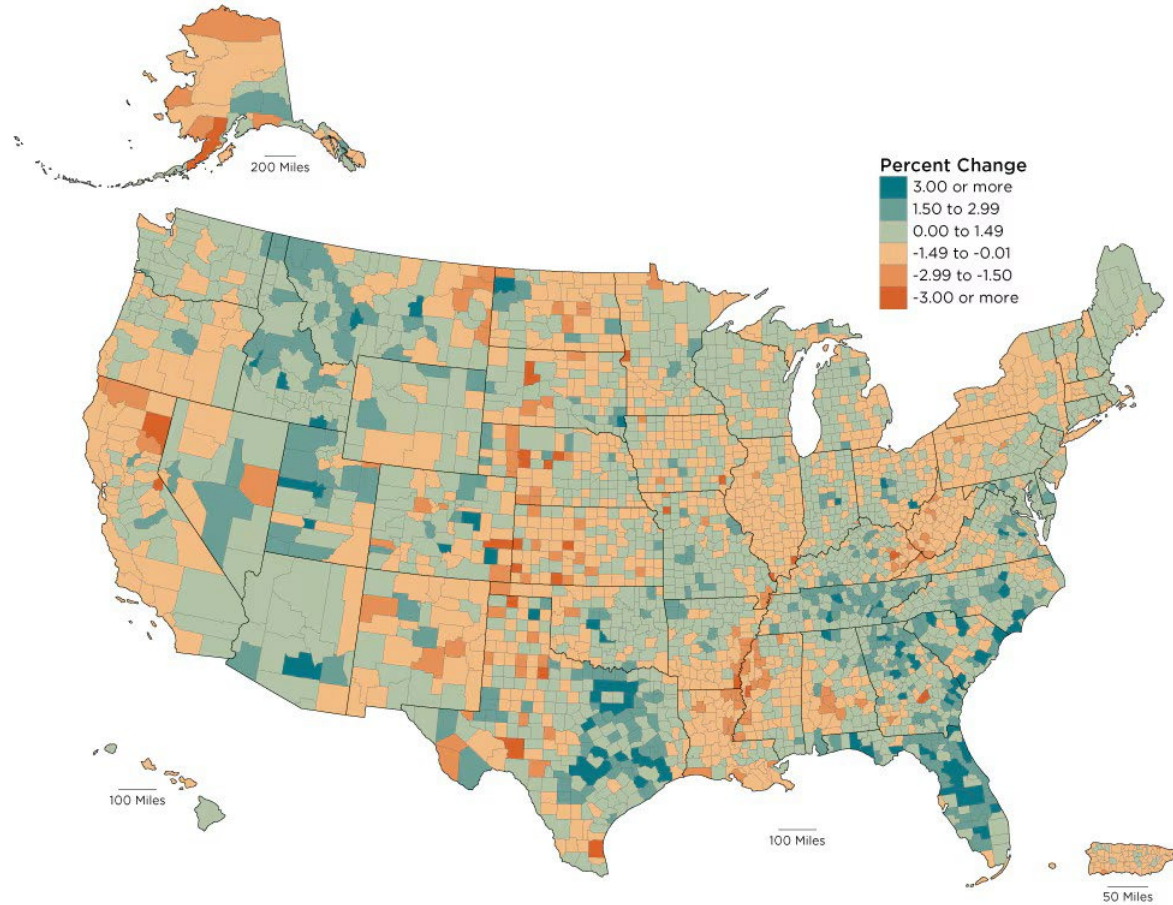 200 Miles
Percent Change
3.00 or more
1.50 to 2.99
0.00 to 1.49
-1.49 to -0.01
-2.99 to -1.50
-3.00 or more
100 Miles
100 Miles
50 Miles